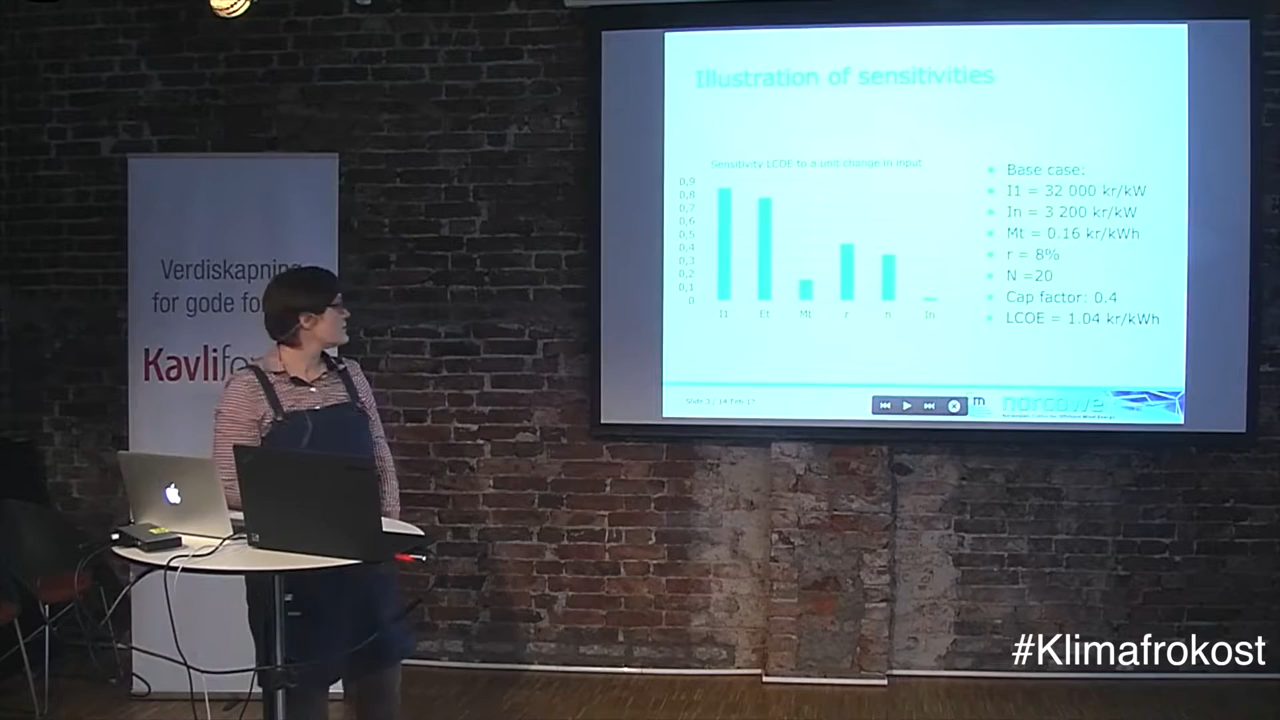 Illustration of sensitivities
Sensitivity LCOE to a unit change in input
0,9
0,8
0,7
0,6
0,5
0,4
0,3
0,2
0,1
0
I1 Et Mt r n In
Base case:
I1 = 32 000 kr/kW
In = 3 200 kr/kW
Mt = 0.16 kr/kWh
r = 8%
N =20
Cap factor: 0.4
LCOE = 1.04 kr/kWh
norcowe
Verdiskapning
for gode
Kavli
#Klimafrokost